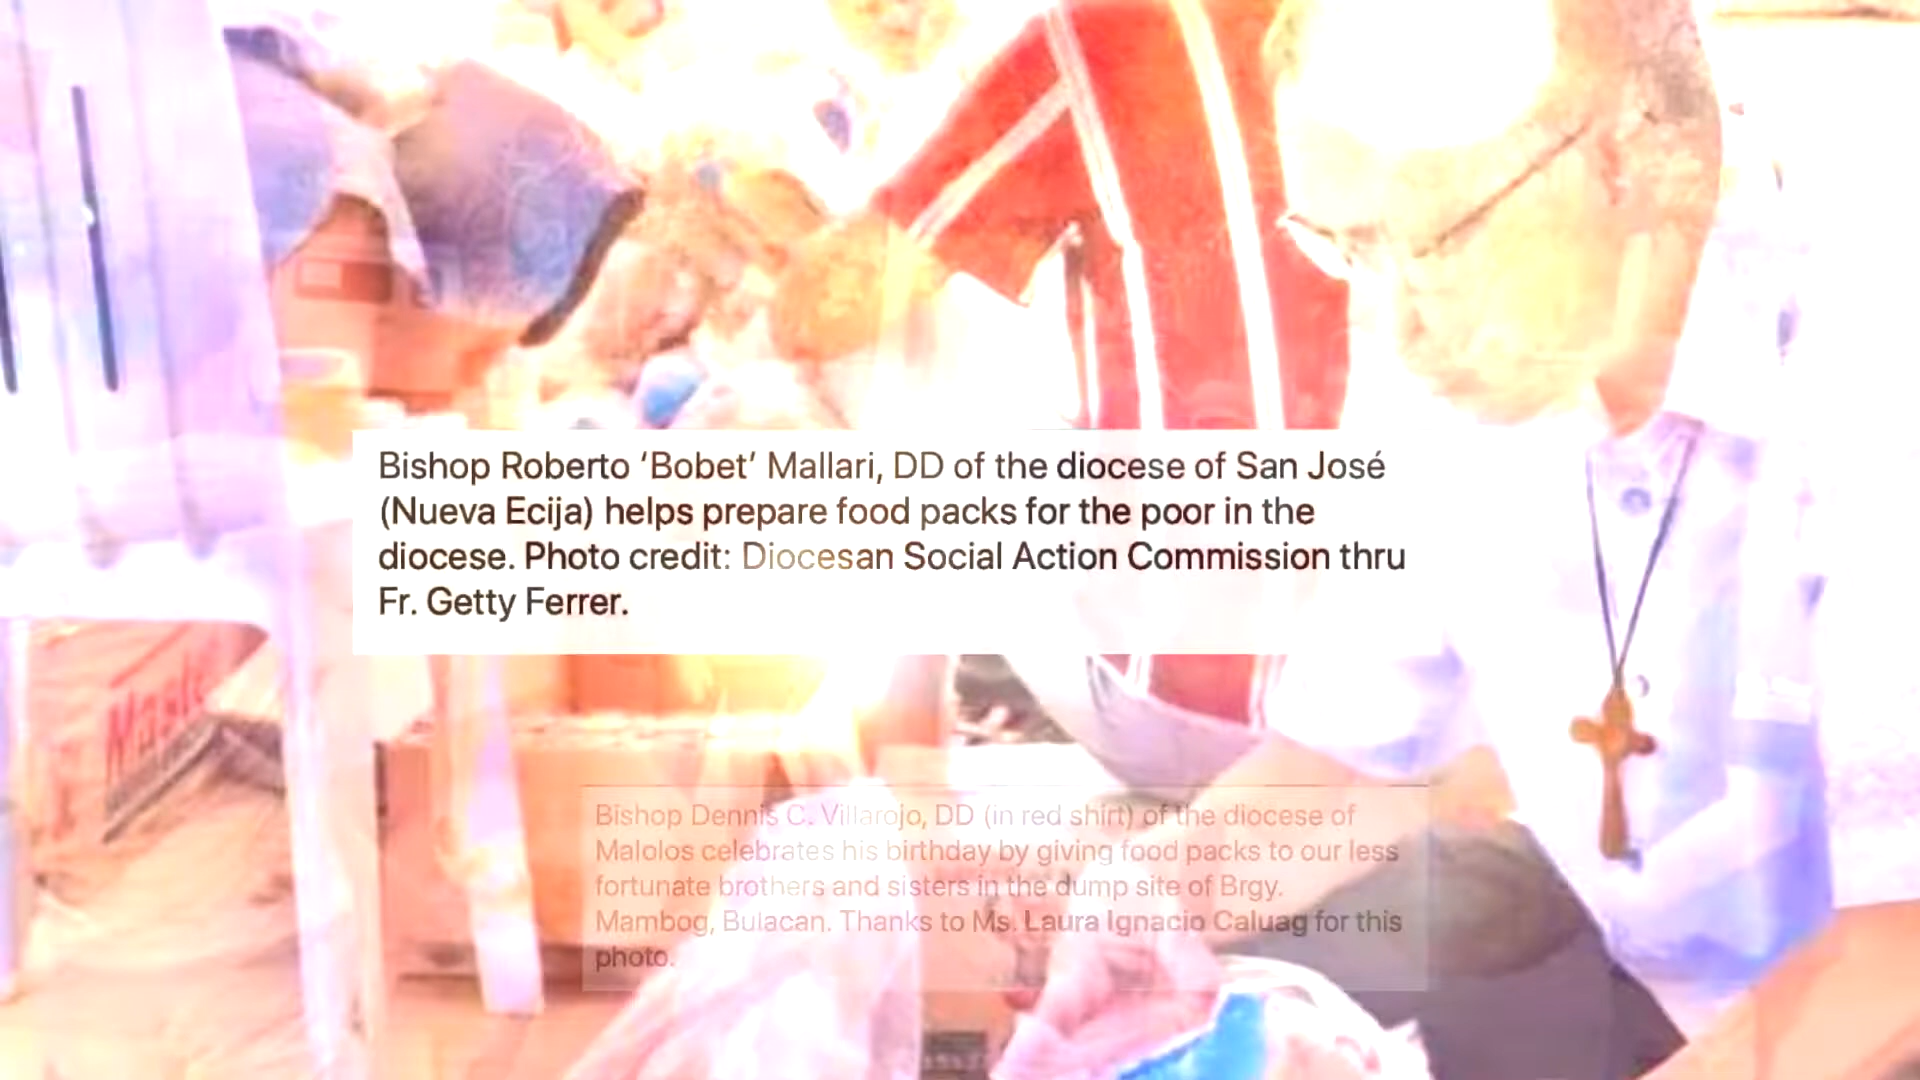 Bishop Roberto ‘Bobet’ Mallari, DD of the diocese of San José
(Nueva Ecija) helps prepare food packs for the poor in the
diocese. Photo credit: Diocesan Social Action Commission thru
Fr. Getty Ferrer.
Maste
Bishop Dennis C. Villarojo, DD (in red shirt) of the diocese of
Malolos celebrates his birthday by giving food packs to our less
fortunate brothers and sisters in the dump site of Brgy.
Mambog, Bulacan. Thanks to Ms. Laura Ignacio Caluag for this
photo.